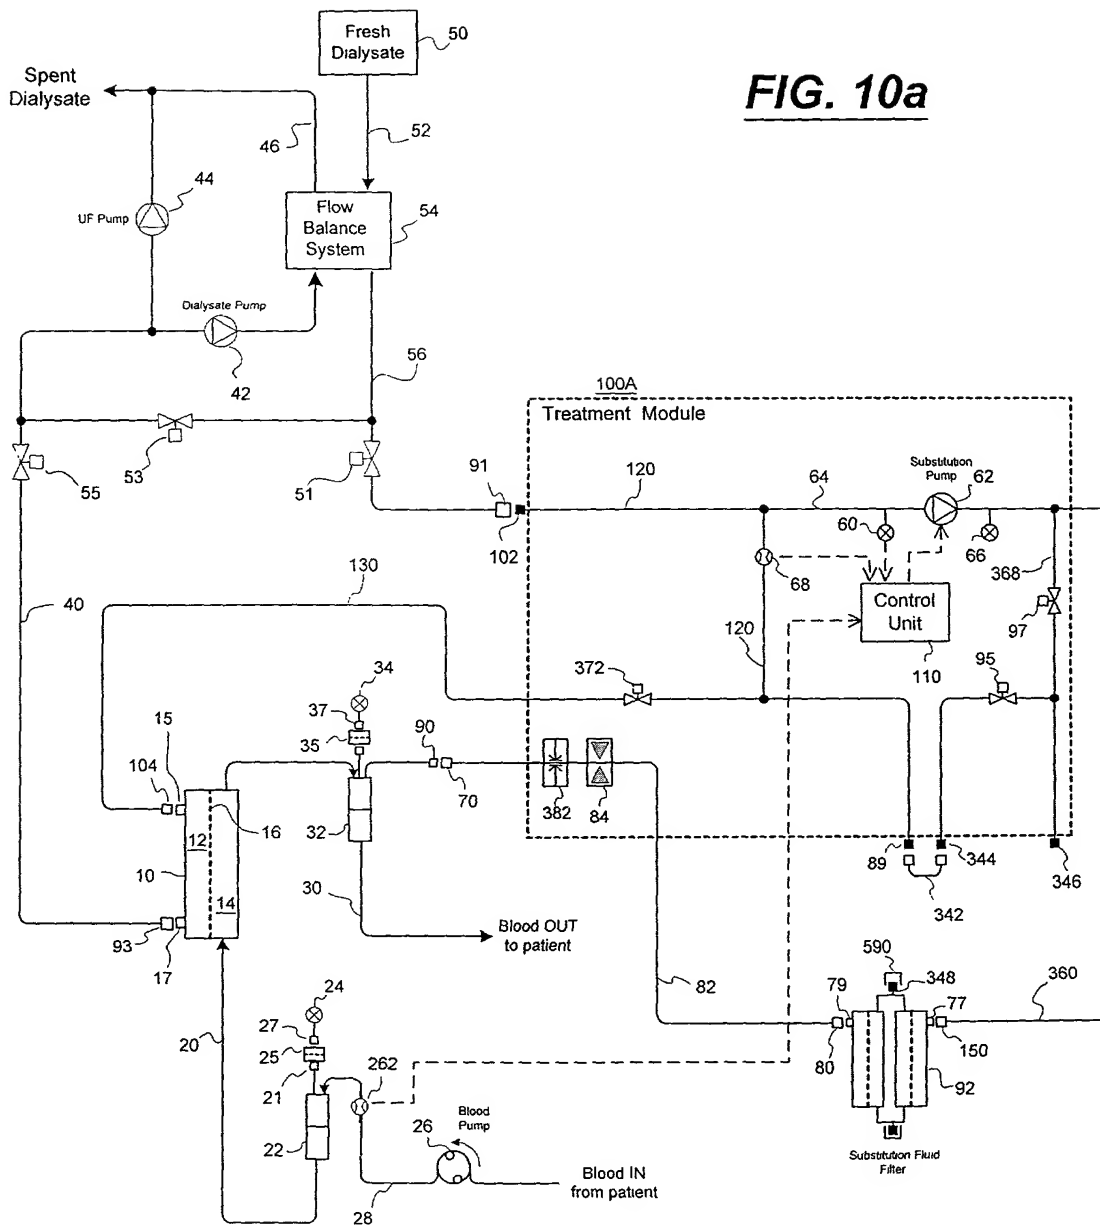 Fresh
Dialysate
50
FIG. 10a
Spent
Dialysate
46
52
44
UF Pump
Flow
Balance
System
54
Dialysate Pump
42
56
100A
Treatment Module
53
55
51
91
102
120
64
Substitution
Pump
62
60
66
68
368
Control
Unit
110
97
130
40
120
372
95
34
37
35
15
104
90
70
382
84
16
12
32
10
14
89
344
346
342
93
17
30
Blood OUT
to patient
82
590
348
79
77
360
80
150
92
24
27
25
20
21
262
22
26
Blood
Pump
28
Blood IN
from patient
Substitution Fluid
Filter